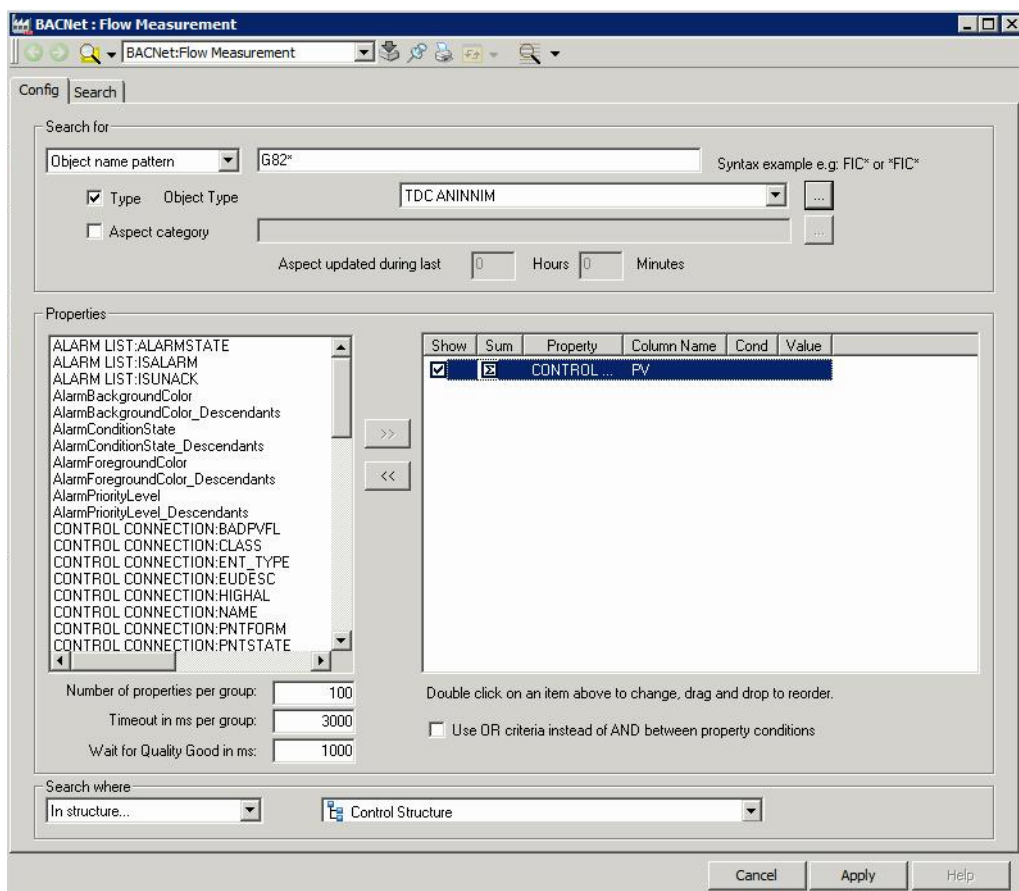 BACNet : Flow Measurement
BACNet:Flow Measurement
Config Search
Search for
Object name pattern G82* Syntax example e.g: FIC* or *FIC*
Type Object Type TDC ANINNIM ...
Aspect category ...
Aspect updated during last 0 Hours 0 Minutes
Properties
ALARM LIST:ALARMSTATE
ALARM LIST:ISALARM
ALARM LIST:ISUNACK
AlarmBackgroundColor
AlarmBackgroundColor_Descendants
AlarmConditionState
AlarmConditionState_Descendants
AlarmForegroundColor
AlarmForegroundColor_Descendants
AlarmPriorityLevel
AlarmPriorityLevel_Descendants
CONTROL CONNECTION:BADPVFL
CONTROL CONNECTION:CLASS
CONTROL CONNECTION:ENT_TYPE
CONTROL CONNECTION:EUDESC
CONTROL CONNECTION:HIGHAL
CONTROL CONNECTION:NAME
CONTROL CONNECTION:PNTFORM
CONTROL CONNECTION:PNTSTATE
>>
<<
Show Sum Property Column Name Cond Value
Σ CONTROL ... PV
Number of properties per group: 100
Timeout in ms per group: 3000
Wait for Quality Good in ms: 1000
Double click on an item above to change, drag and drop to reorder.
Use OR criteria instead of AND between property conditions
Search where
In structure... Control Structure
Cancel Apply Help